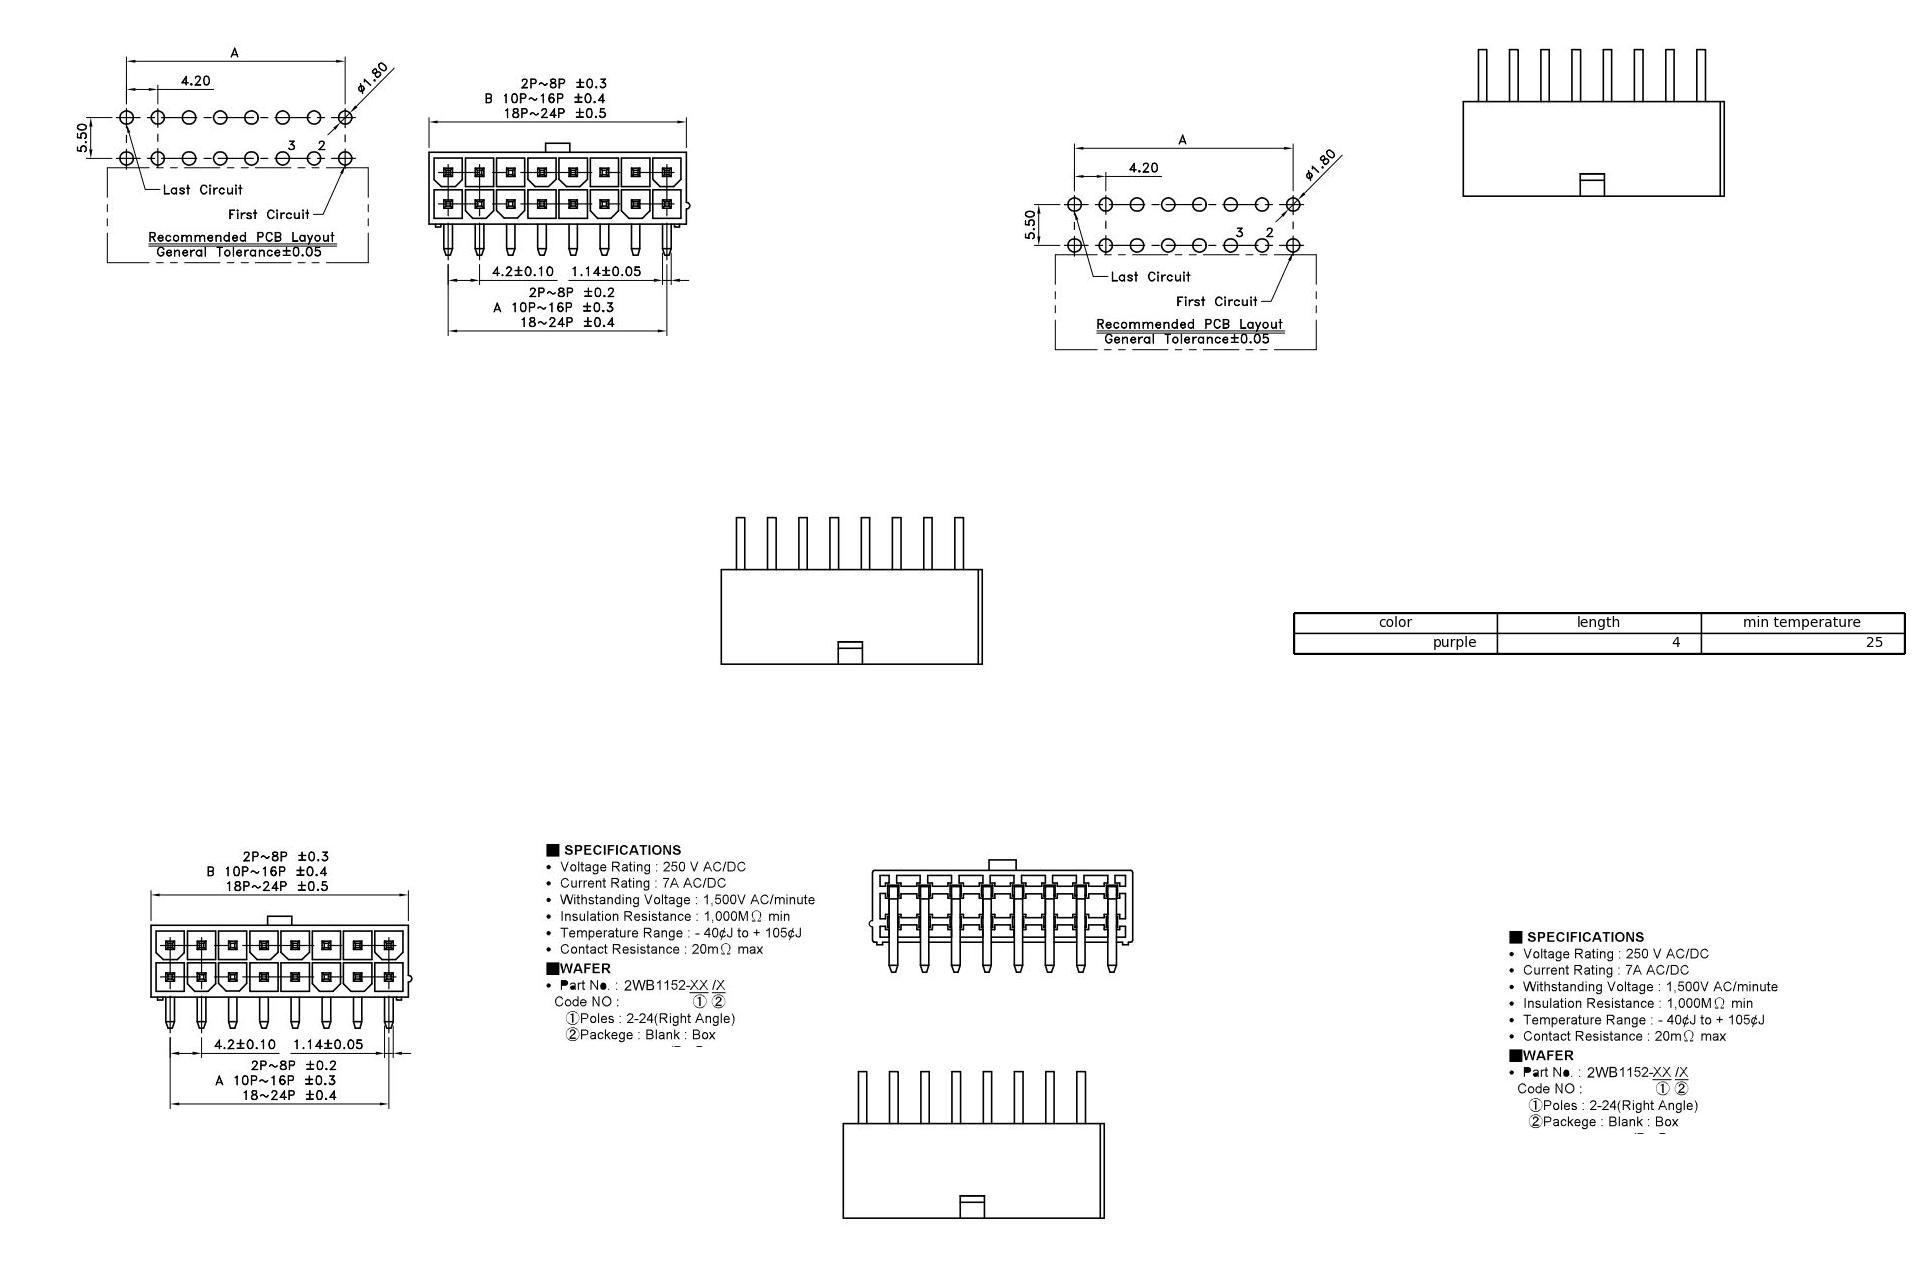 A
4.20
ø1.80
5.50
3 2
Last Circuit
First Circuit
Recommended PCB Layout
General Tolerance±0.05
2P~8P ±0.3
B 10P~16P ±0.4
18P~24P ±0.5
4.2±0.10 1.14±0.05
2P~8P ±0.2
A 10P~16P ±0.3
18~24P ±0.4
A
4.20
ø1.80
5.50
3 2
Last Circuit
First Circuit
Recommended PCB Layout
General Tolerance±0.05
color length min temperature
purple 4 25
2P~8P ±0.3
B 10P~16P ±0.4
18P~24P ±0.5
4.2±0.10 1.14±0.05
2P~8P ±0.2
A 10P~16P ±0.3
18~24P ±0.4
■ SPECIFICATIONS
• Voltage Rating : 250 V AC/DC
• Current Rating : 7A AC/DC
• Withstanding Voltage : 1,500V AC/minute
• Insulation Resistance : 1,000MΩ min
• Temperature Range : - 40¢J to + 105¢J
• Contact Resistance : 20mΩ max
■WAFER
• Part No. : 2WB1152-XX /X
Code NO : ① ②
①Poles : 2-24(Right Angle)
②Packege : Blank : Box
■ SPECIFICATIONS
• Voltage Rating : 250 V AC/DC
• Current Rating : 7A AC/DC
• Withstanding Voltage : 1,500V AC/minute
• Insulation Resistance : 1,000MΩ min
• Temperature Range : - 40¢J to + 105¢J
• Contact Resistance : 20mΩ max
■WAFER
• Part No. : 2WB1152-XX /X
Code NO : ① ②
①Poles : 2-24(Right Angle)
②Packege : Blank : Box